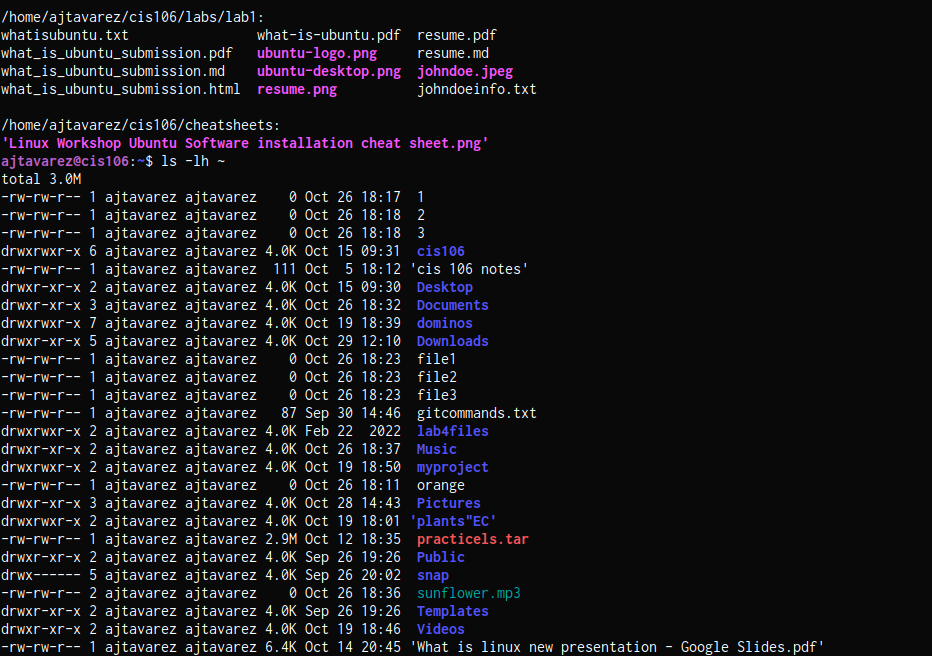 /home/ajtavarez/cis106/labs/lab1:
whatisubuntu.txt                what-is-ubuntu.pdf  resume.pdf
what_is_ubuntu_submission.pdf   ubuntu-logo.png     resume.md
what_is_ubuntu_submission.md    ubuntu-desktop.png  johndoe.jpeg
what_is_ubuntu_submission.html  resume.png          johndoeinfo.txt
/home/ajtavarez/cis106/cheatsheets:
'Linux Workshop Ubuntu Software installation cheat sheet.png'
ajtavarez@cis106:~$ ls -lh ~
total 3.0M
-rw-rw-r-- 1 ajtavarez ajtavarez    0 Oct 26 18:17  1
-rw-rw-r-- 1 ajtavarez ajtavarez    0 Oct 26 18:18  2
-rw-rw-r-- 1 ajtavarez ajtavarez    0 Oct 26 18:18  3
drwxrwxr-x 6 ajtavarez ajtavarez 4.0K Oct 15 09:31  cis106
-rw-rw-r-- 1 ajtavarez ajtavarez  111 Oct  5 18:12 'cis 106 notes'
drwxr-xr-x 2 ajtavarez ajtavarez 4.0K Oct 15 09:30  Desktop
drwxr-xr-x 3 ajtavarez ajtavarez 4.0K Oct 26 18:32  Documents
drwxrwxr-x 7 ajtavarez ajtavarez 4.0K Oct 19 18:39  dominos
drwxr-xr-x 5 ajtavarez ajtavarez 4.0K Oct 29 12:10  Downloads
-rw-rw-r-- 1 ajtavarez ajtavarez    0 Oct 26 18:23  file1
-rw-rw-r-- 1 ajtavarez ajtavarez    0 Oct 26 18:23  file2
-rw-rw-r-- 1 ajtavarez ajtavarez    0 Oct 26 18:23  file3
-rw-rw-r-- 1 ajtavarez ajtavarez   87 Sep 30 14:46  gitcommands.txt
drwxrwxr-x 2 ajtavarez ajtavarez 4.0K Feb 22  2022  lab4files
drwxr-xr-x 2 ajtavarez ajtavarez 4.0K Oct 26 18:37  Music
drwxrwxr-x 2 ajtavarez ajtavarez 4.0K Oct 19 18:50  myproject
-rw-rw-r-- 1 ajtavarez ajtavarez    0 Oct 26 18:11  orange
drwxr-xr-x 3 ajtavarez ajtavarez 4.0K Oct 28 14:43  Pictures
drwxrwxr-x 2 ajtavarez ajtavarez 4.0K Oct 19 18:01 'plants"EC'
-rw-rw-r-- 1 ajtavarez ajtavarez 2.9M Oct 12 18:35  practicels.tar
drwxr-xr-x 2 ajtavarez ajtavarez 4.0K Sep 26 19:26  Public
drwx------ 5 ajtavarez ajtavarez 4.0K Sep 26 20:02  snap
-rw-rw-r-- 2 ajtavarez ajtavarez    0 Oct 26 18:36  sunflower.mp3
drwxr-xr-x 2 ajtavarez ajtavarez 4.0K Sep 26 19:26  Templates
drwxr-xr-x 2 ajtavarez ajtavarez 4.0K Oct 19 18:46  Videos
-rw-rw-r-- 1 ajtavarez ajtavarez 6.4K Oct 14 20:45 'What is linux new presentation - Google Slides.pdf'